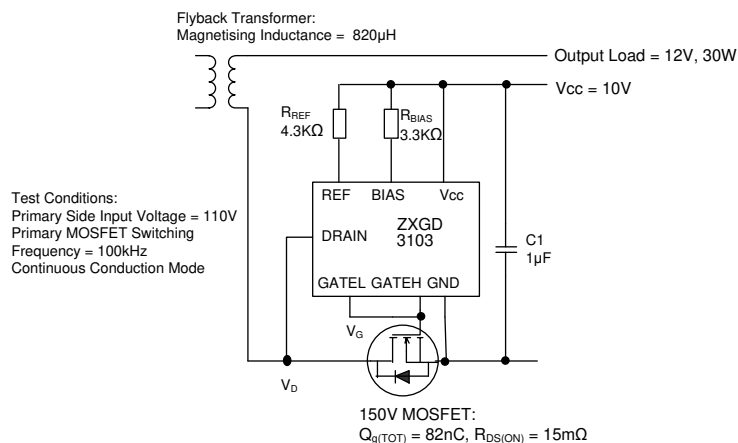 Flyback Transformer:
Magnetising Inductance = 820µH
Output Load = 12V, 30W
Vcc = 10V
RREF
4.3KΩ
RBIAS
3.3KΩ
REF BIAS Vcc
Test Conditions:
Primary Side Input Voltage = 110V
Primary MOSFET Switching
Frequency = 100kHz
Continuous Conduction Mode
ZXGD
3103
DRAIN
GATEL GATEH GND
C1
1µF
VG
VD
150V MOSFET:
Qg(TOT) = 82nC, RDS(ON) = 15mΩ